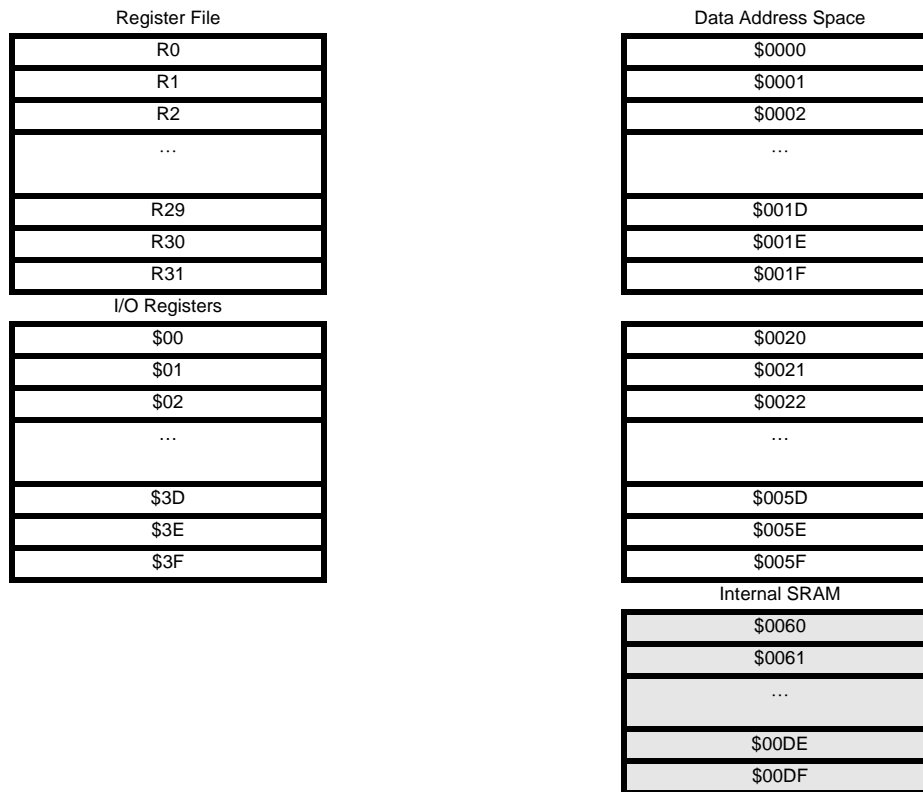 Register File
R0
R1
R2
...
R29
R30
R31
I/O Registers
$00
$01
$02
...
$3D
$3E
$3F
Data Address Space
$0000
$0001
$0002
...
$001D
$001E
$001F
$0020
$0021
$0022
...
$005D
$005E
$005F
Internal SRAM
$0060
$0061
...
$00DE
$00DF